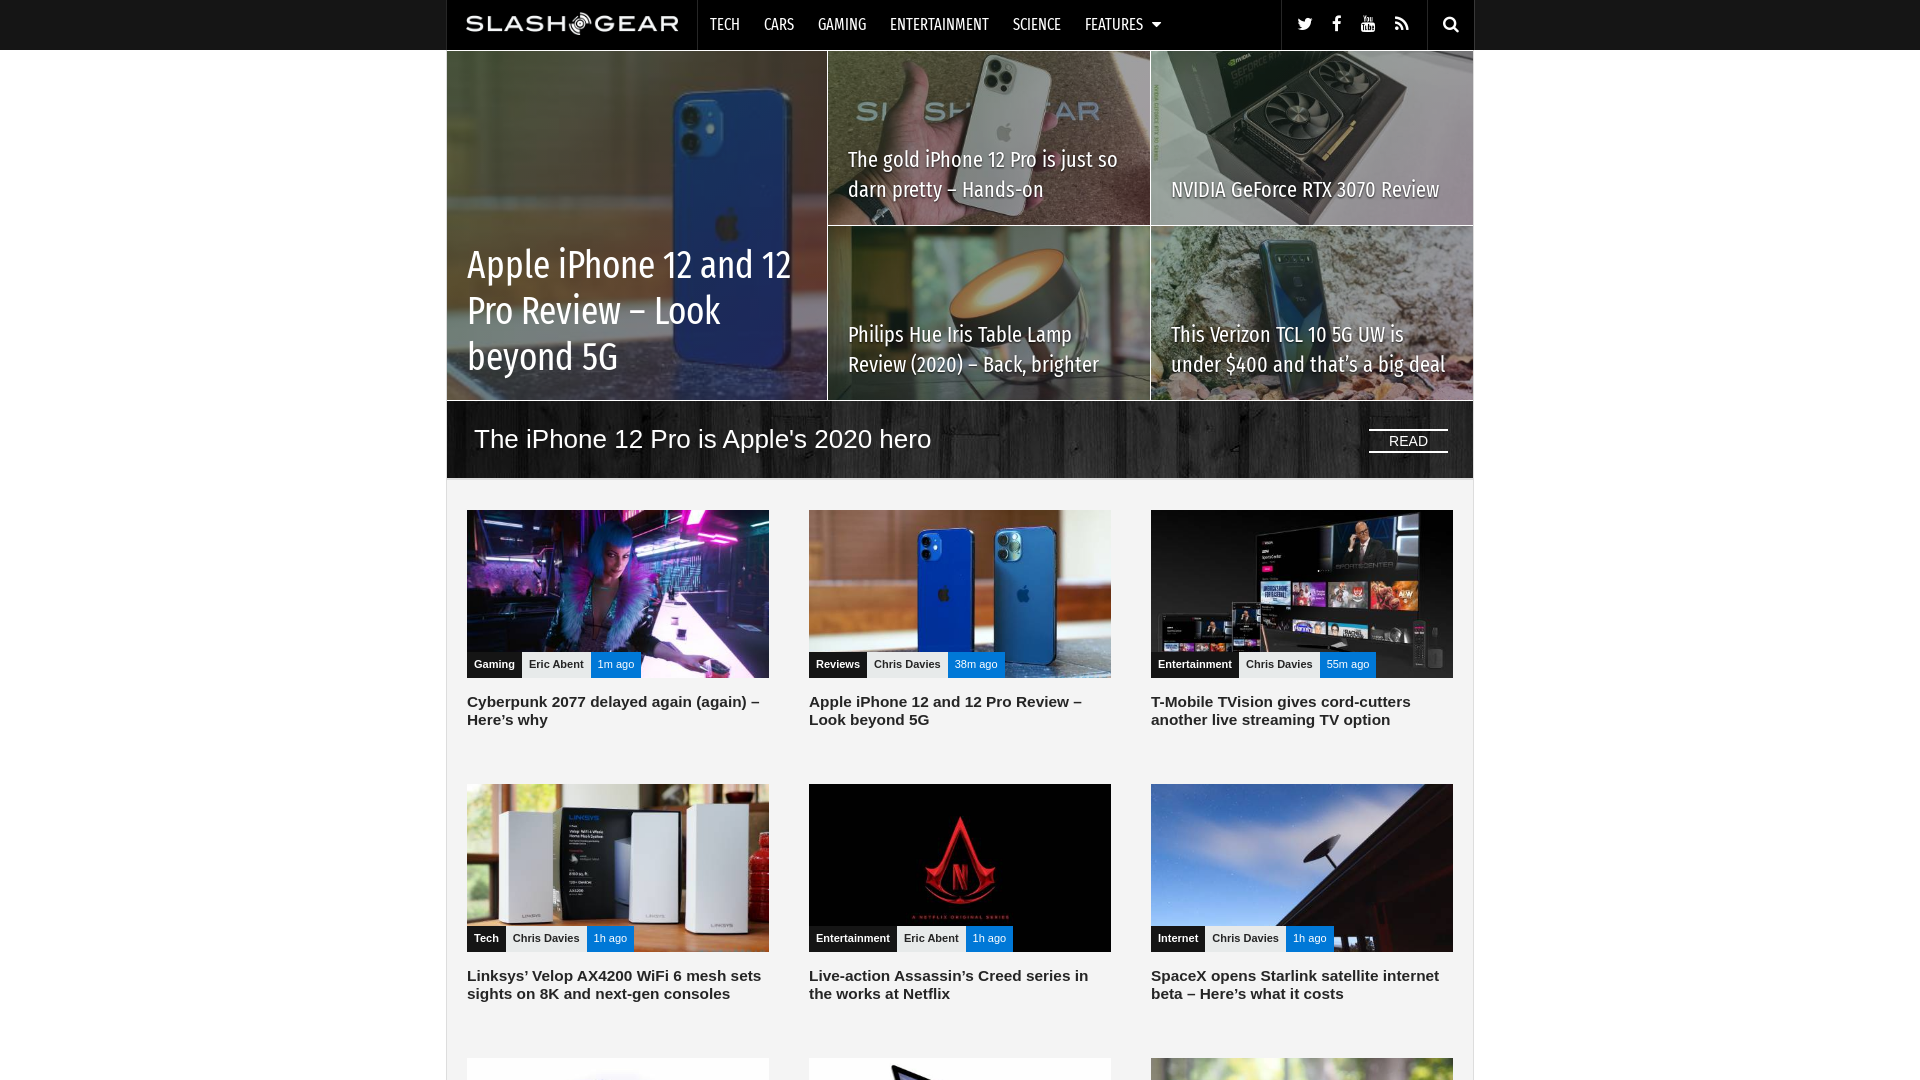 SLASHGEAR
TECH
CARS
GAMING
ENTERTAINMENT
SCIENCE
FEATURES
Apple iPhone 12 and 12
Pro Review – Look
beyond 5G
The gold iPhone 12 Pro is just so
darn pretty – Hands-on
NVIDIA GeForce RTX 3070 Review
Philips Hue Iris Table Lamp
Review (2020) – Back, brighter
This Verizon TCL 10 5G UW is
under $400 and that’s a big deal
The iPhone 12 Pro is Apple's 2020 hero
READ
Gaming Eric Abent 1m ago
Cyberpunk 2077 delayed again (again) –
Here’s why
Reviews Chris Davies 38m ago
Apple iPhone 12 and 12 Pro Review –
Look beyond 5G
Entertainment Chris Davies 55m ago
T-Mobile TVision gives cord-cutters
another live streaming TV option
LINKSYS
Tech Chris Davies 1h ago
Linksys’ Velop AX4200 WiFi 6 mesh sets
sights on 8K and next-gen consoles
A NETFLIX ORIGINAL SERIES
Entertainment Eric Abent 1h ago
Live-action Assassin’s Creed series in
the works at Netflix
Internet Chris Davies 1h ago
SpaceX opens Starlink satellite internet
beta – Here’s what it costs